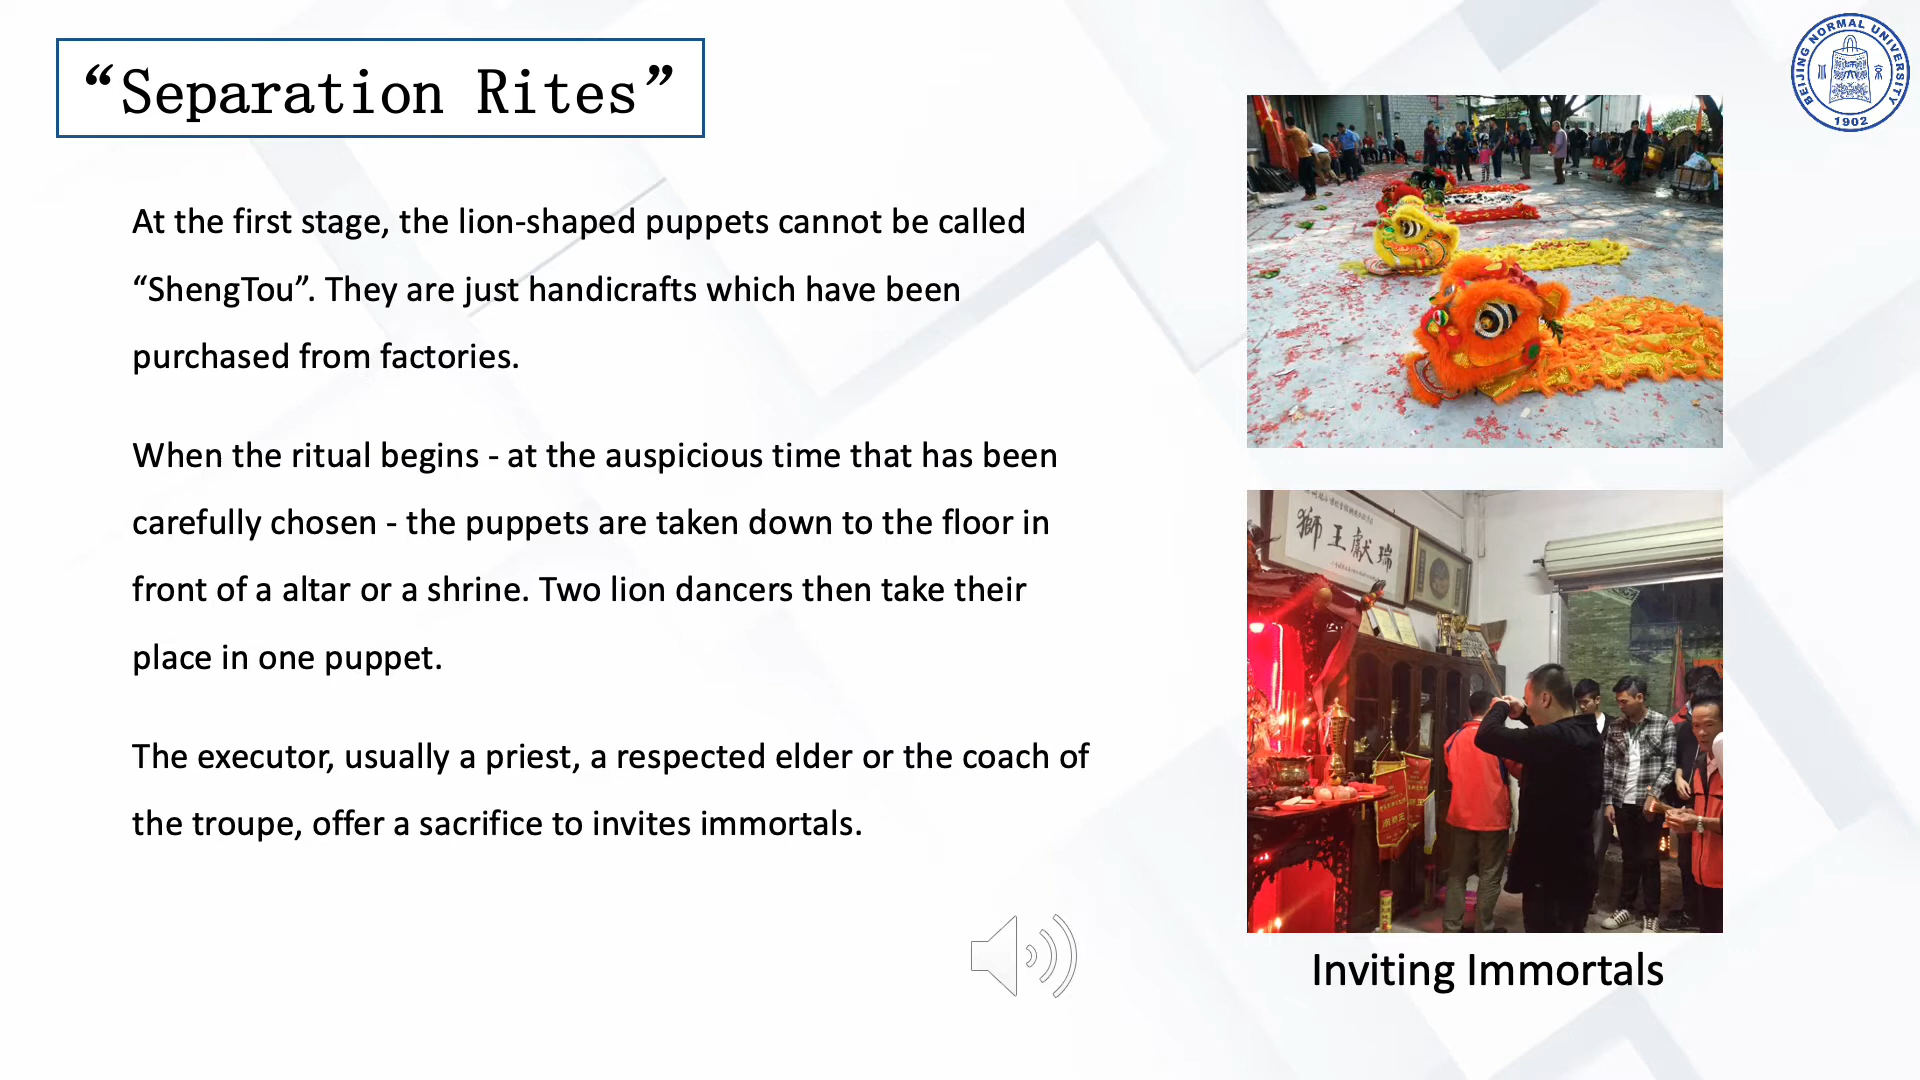 “Separation Rites”
At the first stage, the lion-shaped puppets cannot be called
“ShengTou”. They are just handicrafts which have been
purchased from factories.
When the ritual begins - at the auspicious time that has been
carefully chosen - the puppets are taken down to the floor in
front of a altar or a shrine. Two lion dancers then take their
place in one puppet.
The executor, usually a priest, a respected elder or the coach of
the troupe, offer a sacrifice to invites immortals.
BEIJING NORMAL UNIVERSITY
1902
獅王獻瑞
Inviting Immortals